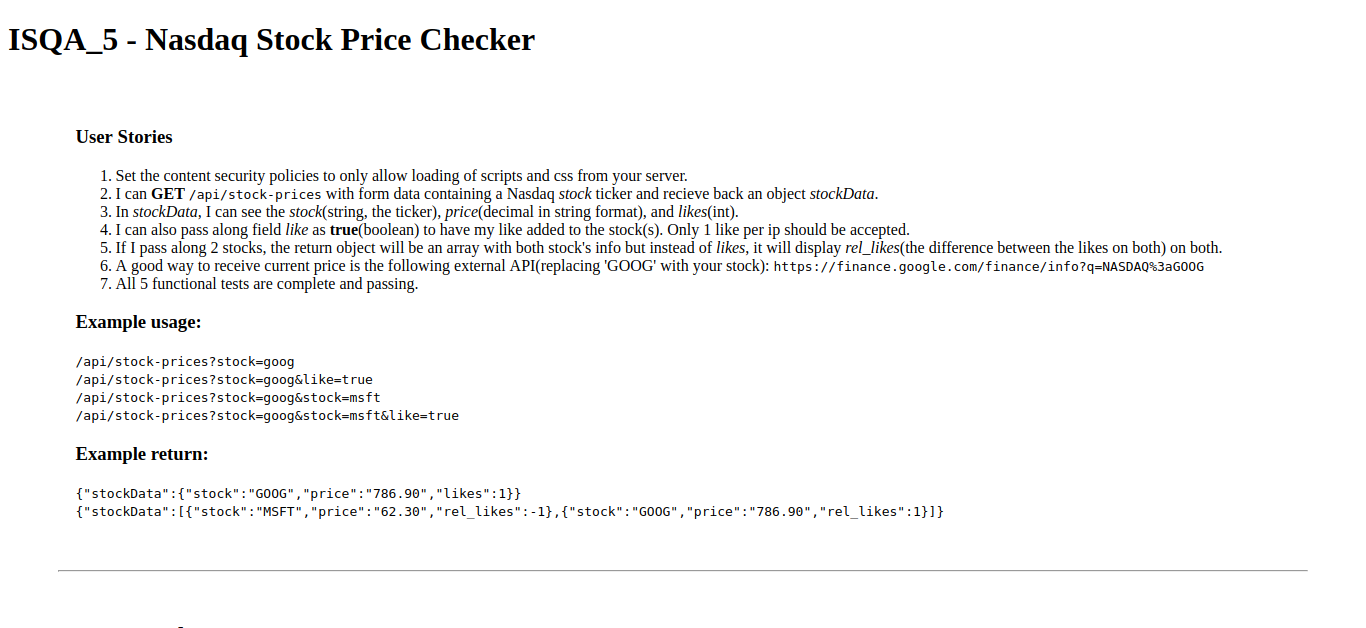 ISQA_5 - Nasdaq Stock Price Checker
User Stories
1. Set the content security policies to only allow loading of scripts and css from your server.
2. I can GET /api/stock-prices with form data containing a Nasdaq stock ticker and recieve back an object stockData.
3. In stockData, I can see the stock(string, the ticker), price(decimal in string format), and likes(int).
4. I can also pass along field like as true(boolean) to have my like added to the stock(s). Only 1 like per ip should be accepted.
5. If I pass along 2 stocks, the return object will be an array with both stock's info but instead of likes, it will display rel_likes(the difference between the likes on both) on both.
6. A good way to receive current price is the following external API(replacing 'GOOG' with your stock): https://finance.google.com/finance/info?q=NASDAQ%3aGOOG
7. All 5 functional tests are complete and passing.
Example usage:
/api/stock-prices?stock=goog
/api/stock-prices?stock=goog&like=true
/api/stock-prices?stock=goog&stock=msft
/api/stock-prices?stock=goog&stock=msft&like=true
Example return:
{"stockData":{"stock":"GOOG","price":"786.90","likes":1}}
{"stockData":[{"stock":"MSFT","price":"62.30","rel_likes":-1},{"stock":"GOOG","price":"786.90","rel_likes":1}]}